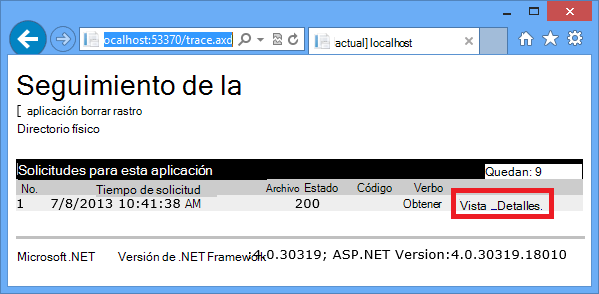 ocalhost:53370/trace.axd
actual] localhost
Seguimiento de la
[ aplicación borrar rastro
Directorio físico
Solicitudes para esta aplicación Quedan: 9
No. Tiempo de solicitud Archivo Estado Código Verbo
1 7/8/2013 10:41:38 AM 200 Obtener Vista _Detalles.
Microsoft .NET Versión de .NET Framework :4.0.30319; ASP.NET Version:4.0.30319.18010